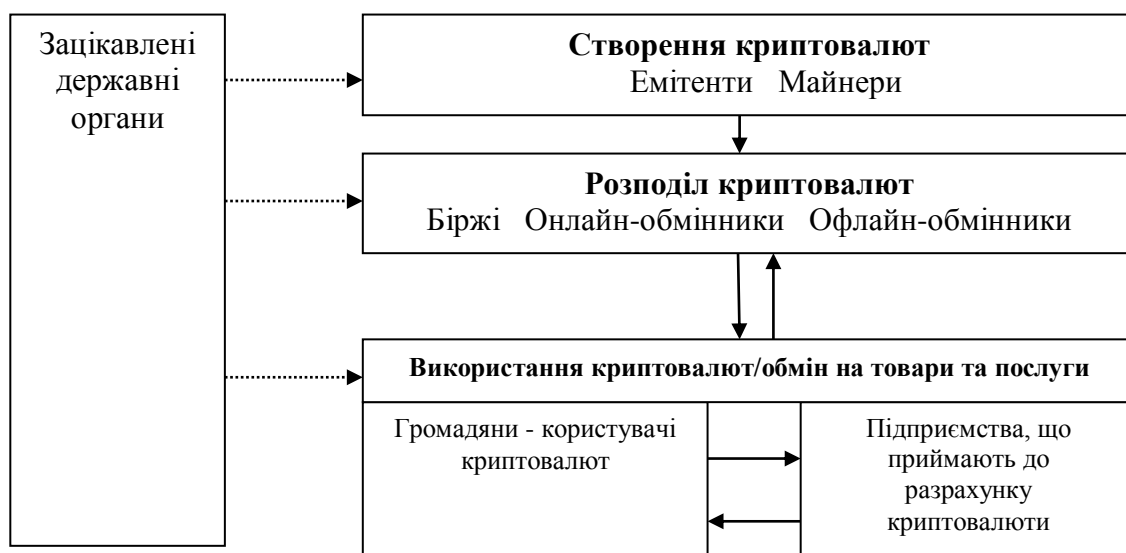 Зацікавлені
державні
органи
Створення криптовалют
Емітенти Майнери
Розподіл криптовалют
Біржі Онлайн-обмінники Офлайн-обмінники
Використання криптовалют/обмін на товари та послуги
Громадяни - користувачі
криптовалют
Підприємства, що
приймають до
разрахунку
криптовалюти